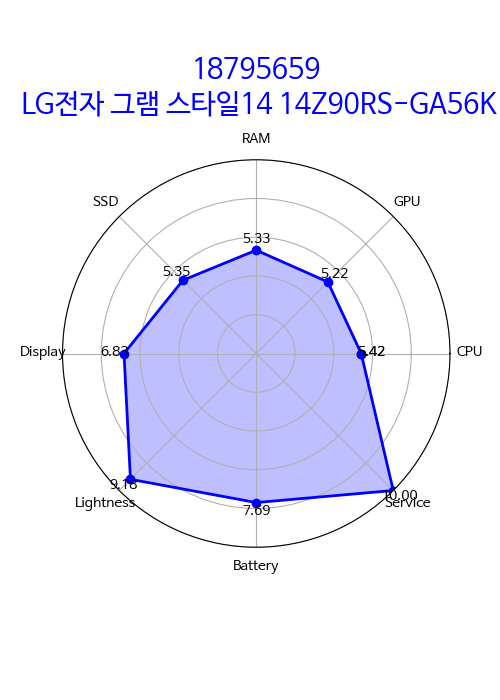 18795659
LG전자 그램 스타일14 14Z90RS-GA56K
RAM
SSD
GPU
5.33
5.35
5.22
Display
6.82
5.42
CPU
9.18
Lightness
10.00
Service
7.69
Battery